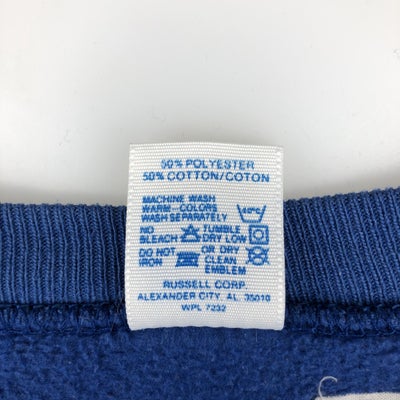 50% POLYESTER
50% COTTON/COTON
MACHINE WASH
WARM-COLORS
WASH SEPARATELY
NO BLEACH TUMBLE DRY LOW
DO NOT IRON OR DRY CLEAN EMBLEM
RUSSELL CORP.
ALEXANDER CITY, AL. 35010
WPL 7232